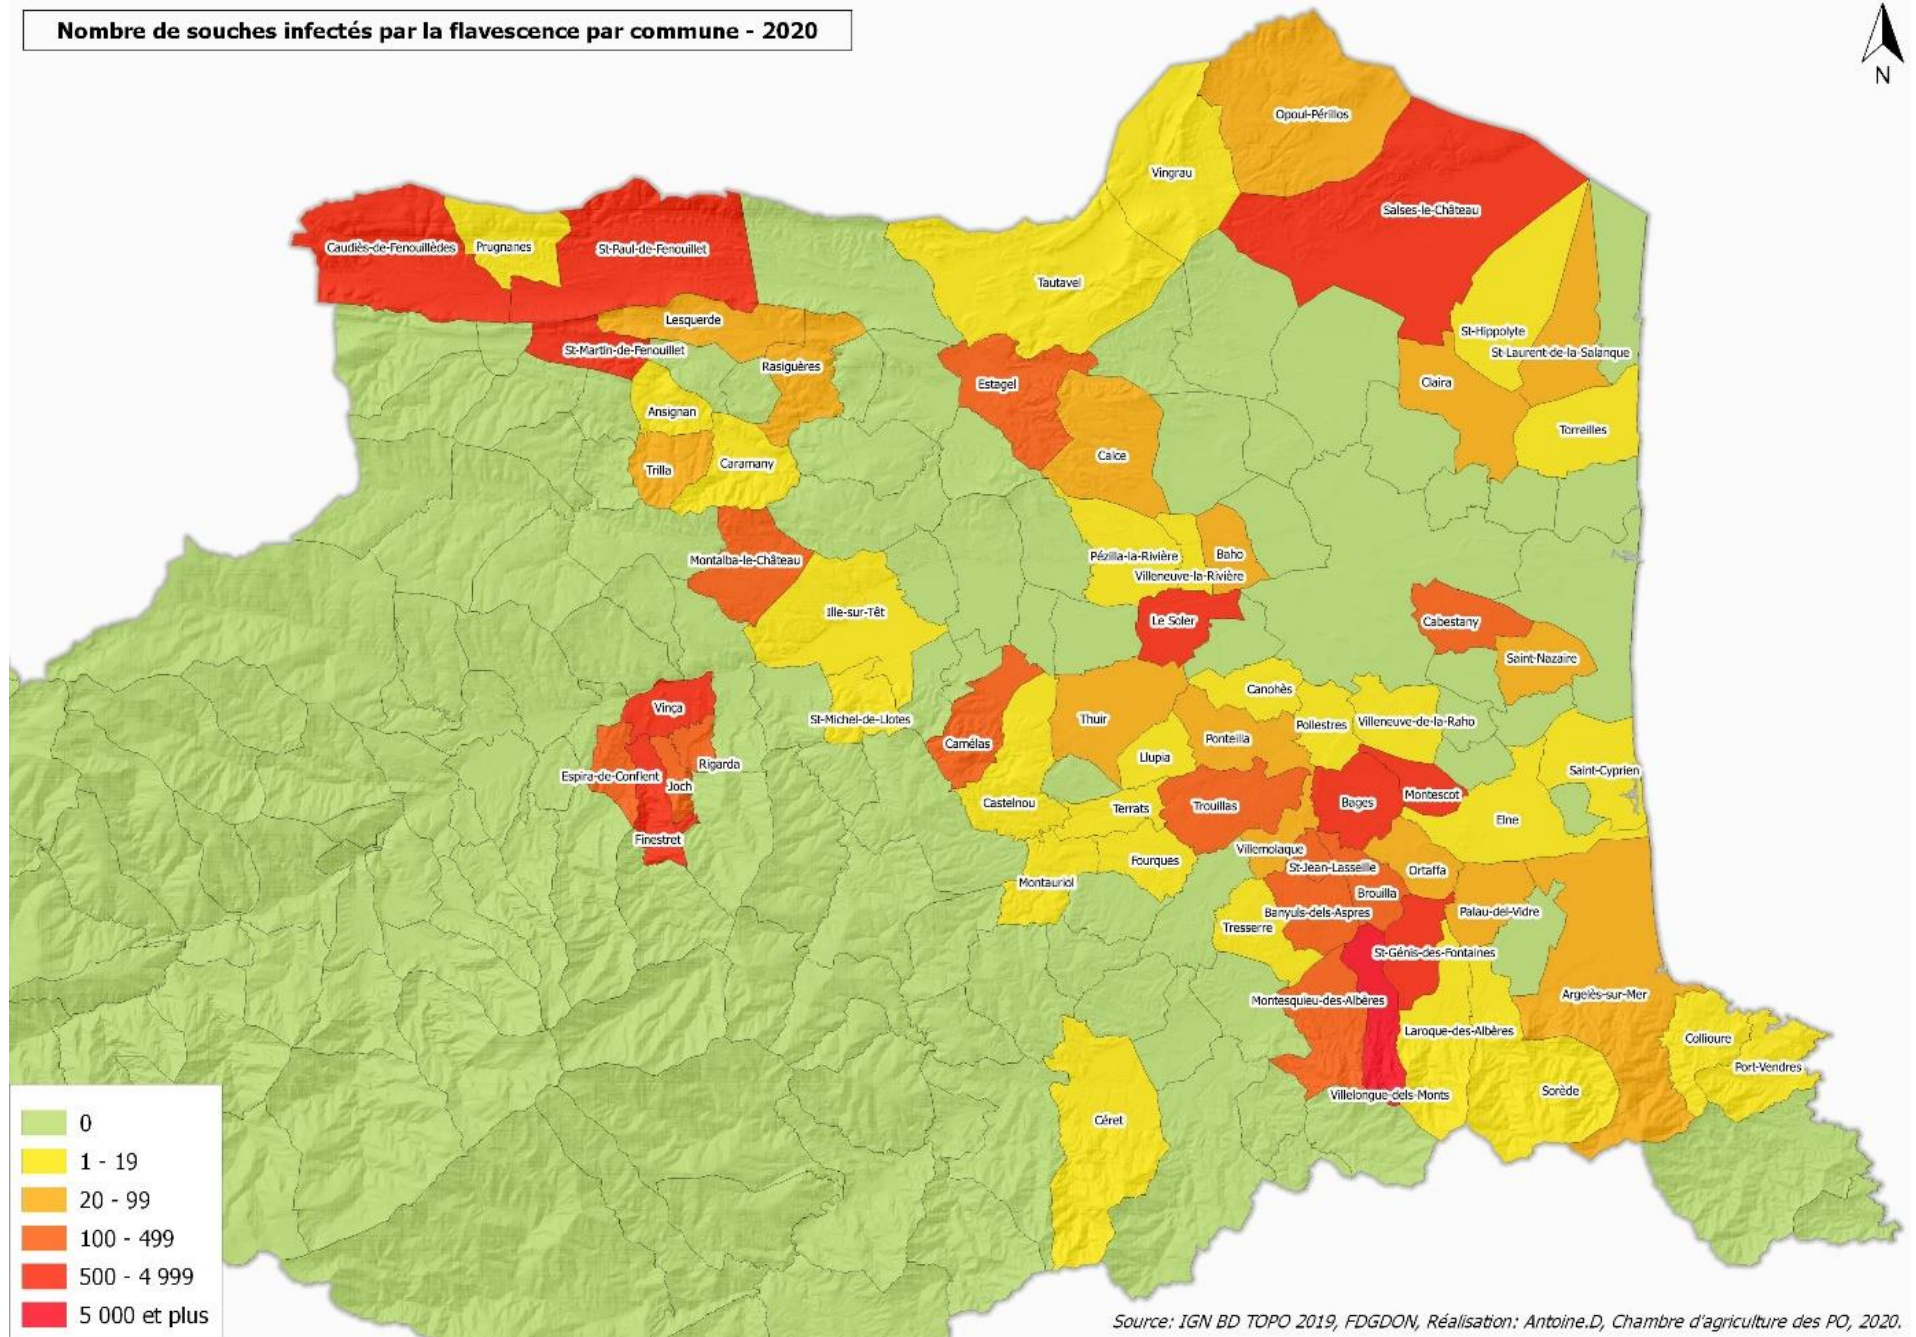 Nombre de souches infectés par la flavescence par commune - 2020
N
Opoul-Périllos
Vingrau
Salses-le-Château
Caudiès-de-Fenouillèdes
Prugnanes
St-Paul-de-Fenouillet
Tautavel
Lesquerde
St-Hippolyte
St-Martin-de-Fenouillet
St-Laurent-de-la-Salanque
Rasiguères
Estagel
Claira
Ansignan
Torreilles
Calce
Trilla
Caramany
Montalba-le-Château
Pézilla-la-Rivière
Baho
Villeneuve-la-Rivière
Ille-sur-Têt
Le Soler
Cabestany
Saint-Nazaire
Canohès
Vinça
St-Michel-de-Llotes
Thuir
Pollestres
Villeneuve-de-la-Raho
Ponteilla
Camélas
Llupia
Rigarda
Saint-Cyprien
Espira-de-Conflent
Joch
Castelnou
Terrats
Trouillas
Bages
Montescot
Elne
Finestret
Villemolaque
Fourques
St-Jean-Lasseille
Ortaffa
Montauriol
Brouilla
Banyuls-dels-Aspres
Palau-del-Vidre
Tresserre
St-Génis-des-Fontaines
Montesquieu-des-Albères
Argelès-sur-Mer
Laroque-des-Albères
Collioure
Port-Vendres
Villelongue-dels-Monts
Sorède
Céret
0
1 - 19
20 - 99
100 - 499
500 - 4 999
5 000 et plus
Source: IGN BD TOPO 2019, FDGDON, Réalisation: Antoine.D, Chambre d'agriculture des PO, 2020.